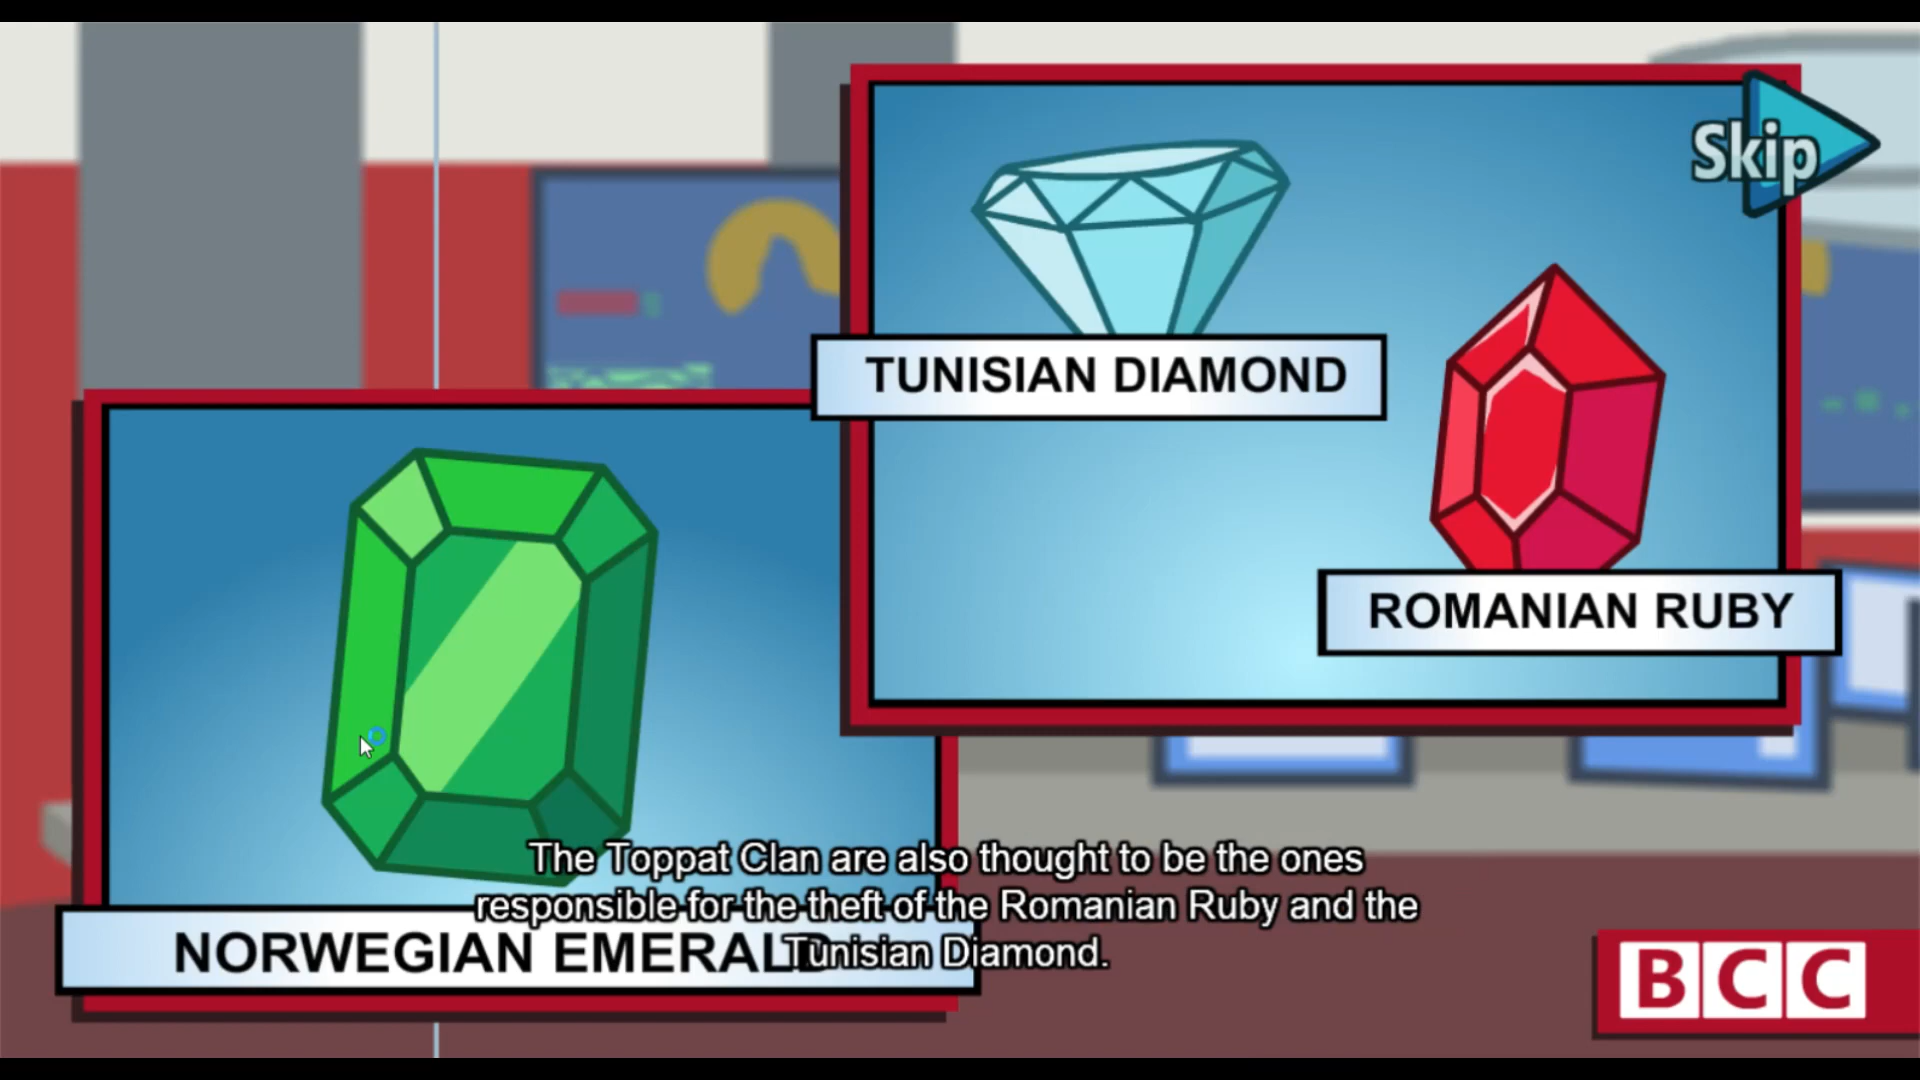 Skip
TUNISIAN DIAMOND
ROMANIAN RUBY
NORWEGIAN EMERALD
The Toppat Clan are also thought to be the ones
responsible for the theft of the Romanian Ruby and the
Tunisian Diamond.
BCC